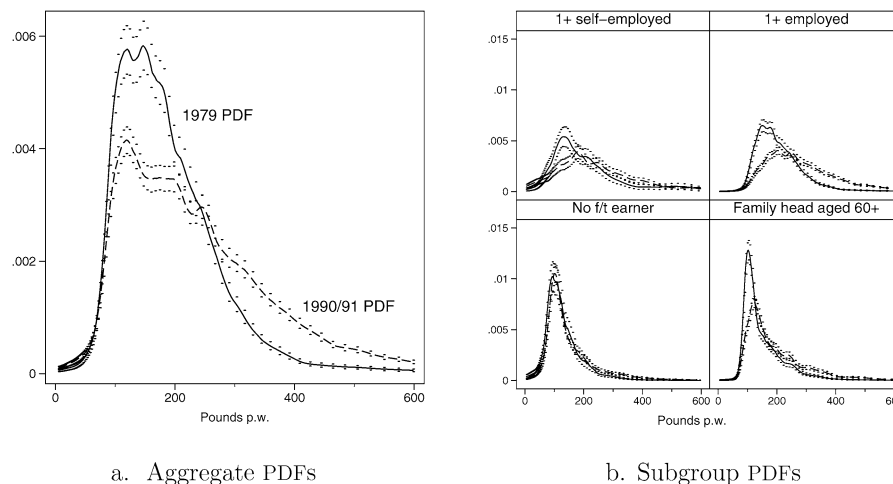 .006
.004
.002
0
1979 PDF
1990/91 PDF
0 200 400 600
Pounds p.w.
a. Aggregate PDFs
1+ self-employed 1+ employed
.015
.01
.005
0
No f/t earner Family head aged 60+
.015
.01
.005
0
0 200 400 600 0 200 400 600
Pounds p.w.
b. Subgroup PDFs